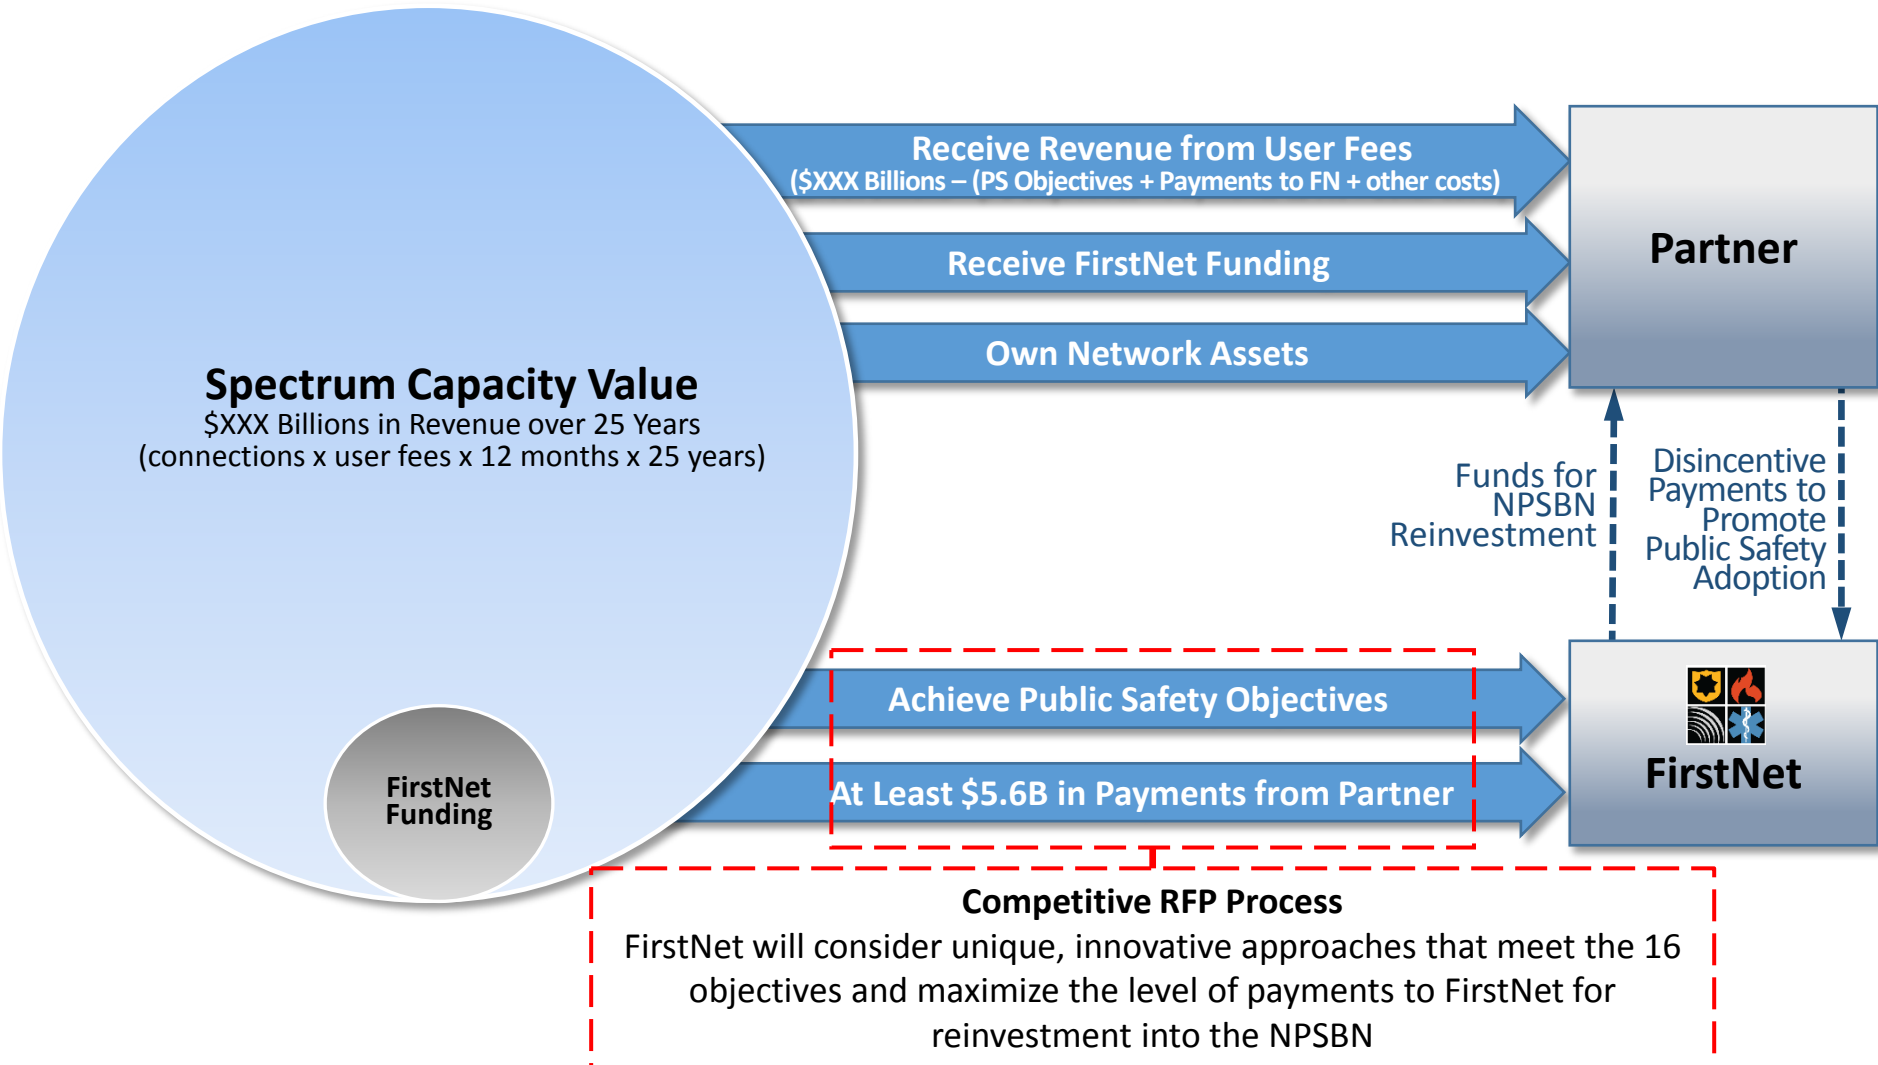 Receive Revenue from User Fees
($XXX Billions – (PS Objectives + Payments to FN + other costs)
Receive FirstNet Funding
Own Network Assets
Partner
Spectrum Capacity Value
$XXX Billions in Revenue over 25 Years
(connections x user fees x 12 months x 25 years)
Funds for
NPSBN
Reinvestment
Disincentive
Payments to
Promote
Public Safety
Adoption
Achieve Public Safety Objectives
At Least $5.6B in Payments from Partner
FirstNet
FirstNet
Funding
Competitive RFP Process
FirstNet will consider unique, innovative approaches that meet the 16
objectives and maximize the level of payments to FirstNet for
reinvestment into the NPSBN